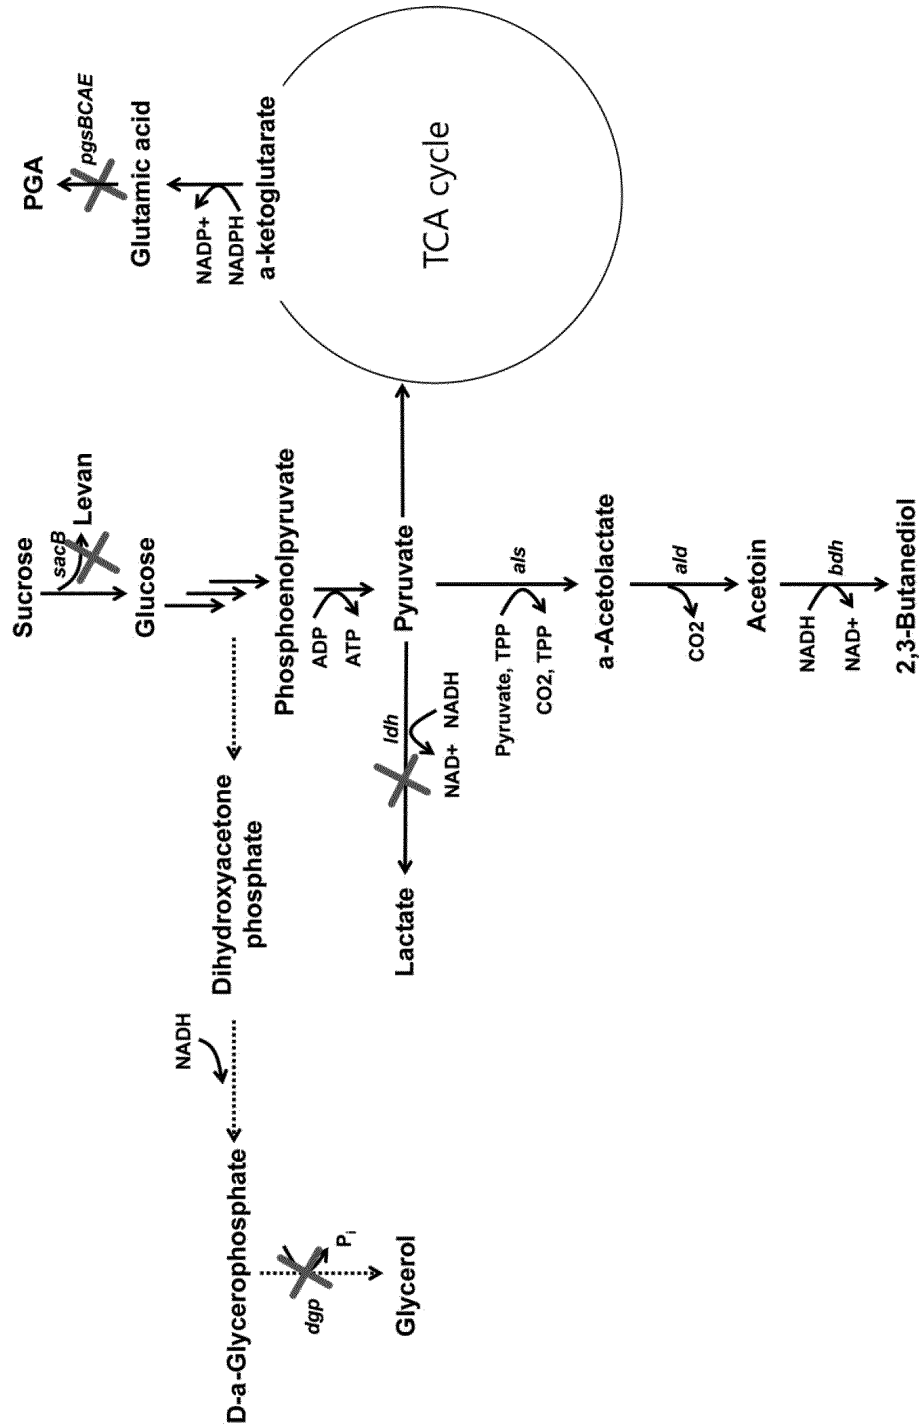 Sucrose
sacB
Levan
Glucose
Phosphoenolpyruvate
ADP
ATP
Pyruvate
ldh
NADH
NAD+
Lactate
Dihydroxyacetone
phosphate
NADH
D-a-Glycerophosphate
dgp
Pi
Glycerol
als
Pyruvate, TPP
CO2, TPP
a-Acetolactate
ald
CO2
Acetoin
bdh
NADH
NAD+
2,3-Butanediol
PGA
pgsBCAE
Glutamic acid
NADP+
NADPH
a-ketoglutarate
TCA cycle